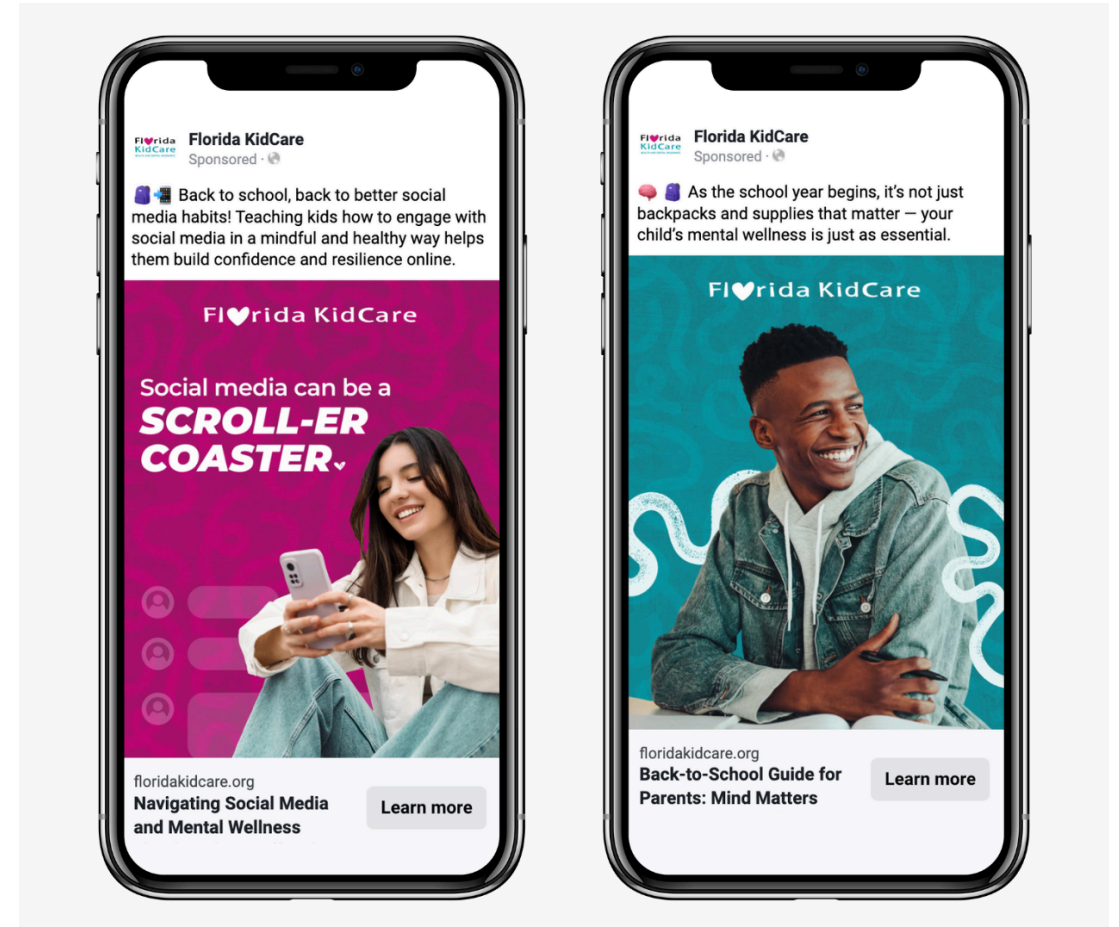 Florida KidCare
Florida KidCare
Sponsored ·
Back to school, back to better social
media habits! Teaching kids how to engage with
social media in a mindful and healthy way helps
them build confidence and resilience online.
Florida KidCare
Social media can be a
SCROLL-ER
COASTER
floridakidcare.org
Navigating Social Media
and Mental Wellness
Learn more
Florida KidCare
Florida KidCare
Sponsored ·
As the school year begins, it's not just
backpacks and supplies that matter — your
child's mental wellness is just as essential.
Florida KidCare
floridakidcare.org
Back-to-School Guide for
Parents: Mind Matters
Learn more